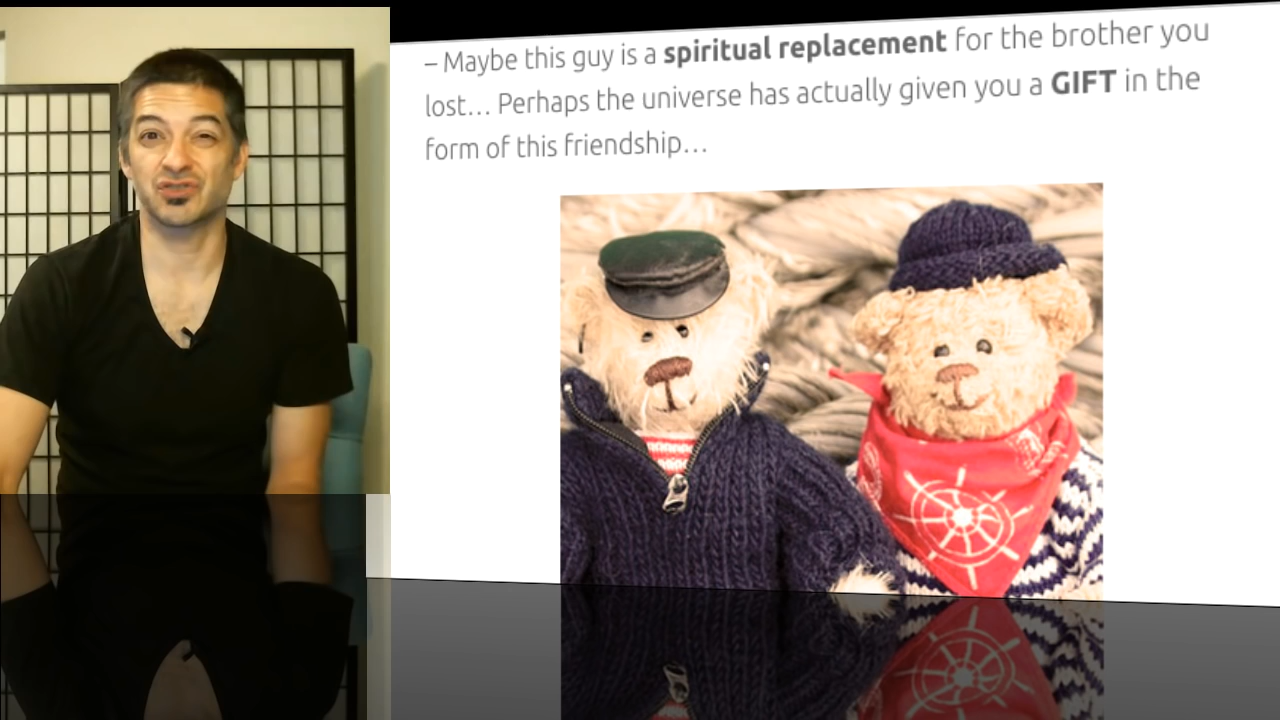 – Maybe this guy is a spiritual replacement for the brother you
lost… Perhaps the universe has actually given you a GIFT in the
form of this friendship…